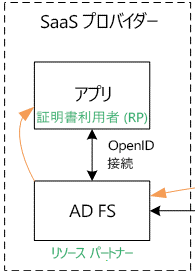 SaaS プロバイダー
アプリ
証明書利用者 (RP)
OpenID
接続
AD FS
リソース パートナー